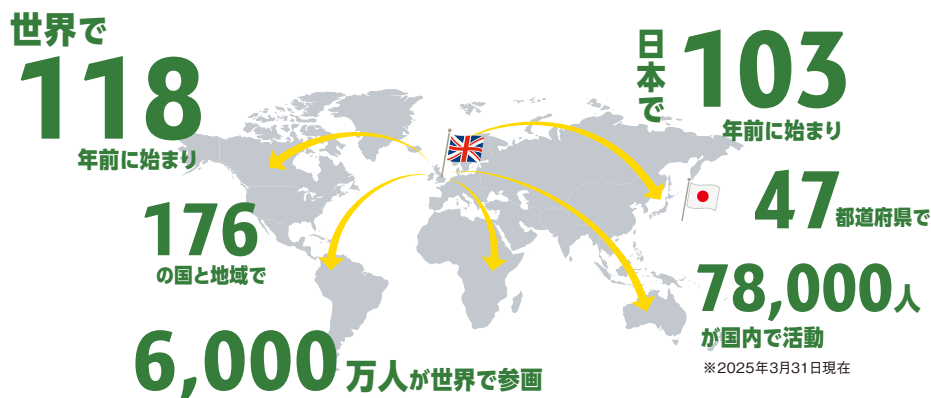 世界で
118
年前に始まり
176
の国と地域で
6,000万人が世界で参画
日本で
103
年前に始まり
47都道府県で
78,000人
が国内で活動
※2025年3月31日現在